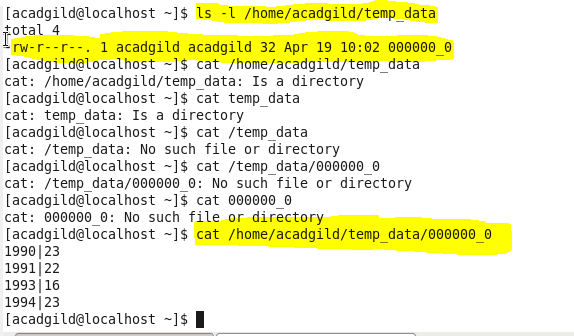 [acadgild@localhost ~]$ ls -l /home/acadgild/temp_data
total 4
-rw-r--r--. 1 acadgild acadgild 32 Apr 19 10:02 000000_0
[acadgild@localhost ~]$ cat /home/acadgild/temp_data
cat: /home/acadgild/temp_data: Is a directory
[acadgild@localhost ~]$ cat temp_data
cat: temp_data: Is a directory
[acadgild@localhost ~]$ cat /temp_data
cat: /temp_data: No such file or directory
[acadgild@localhost ~]$ cat /temp_data/000000_0
cat: /temp_data/000000_0: No such file or directory
[acadgild@localhost ~]$ cat 000000_0
cat: 000000_0: No such file or directory
[acadgild@localhost ~]$ cat /home/acadgild/temp_data/000000_0
1990|23
1991|22
1993|16
1994|23
[acadgild@localhost ~]$